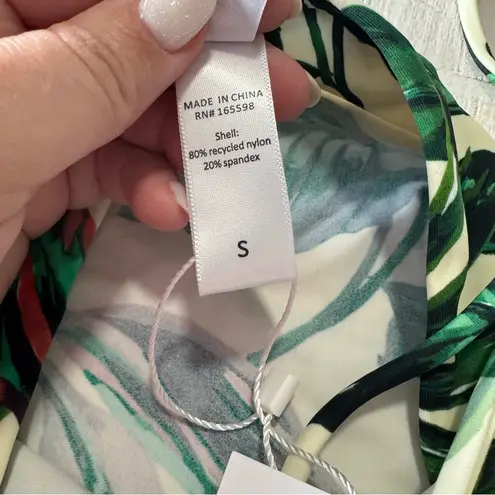 MADE IN CHINA
RN# 165598
Shell:
80% recycled nylon
20% spandex
S